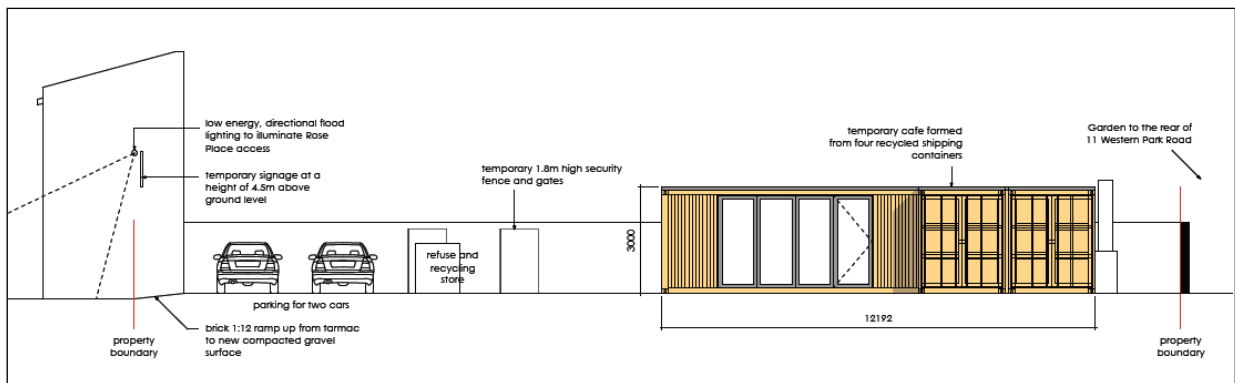 low energy, directional flood
lighting to illuminate Rose
Place access
temporary signage at a
height of 4.5m above
ground level
temporary 1.8m high security
fence and gates
temporary cafe formed
from four recycled shipping
containers
Garden to the rear of
11 Western Park Road
refuse and
recycling
store
3000
parking for two cars
12192
brick 1:12 ramp up from tarmac
to new compacted gravel
surface
property
boundary
property
boundary